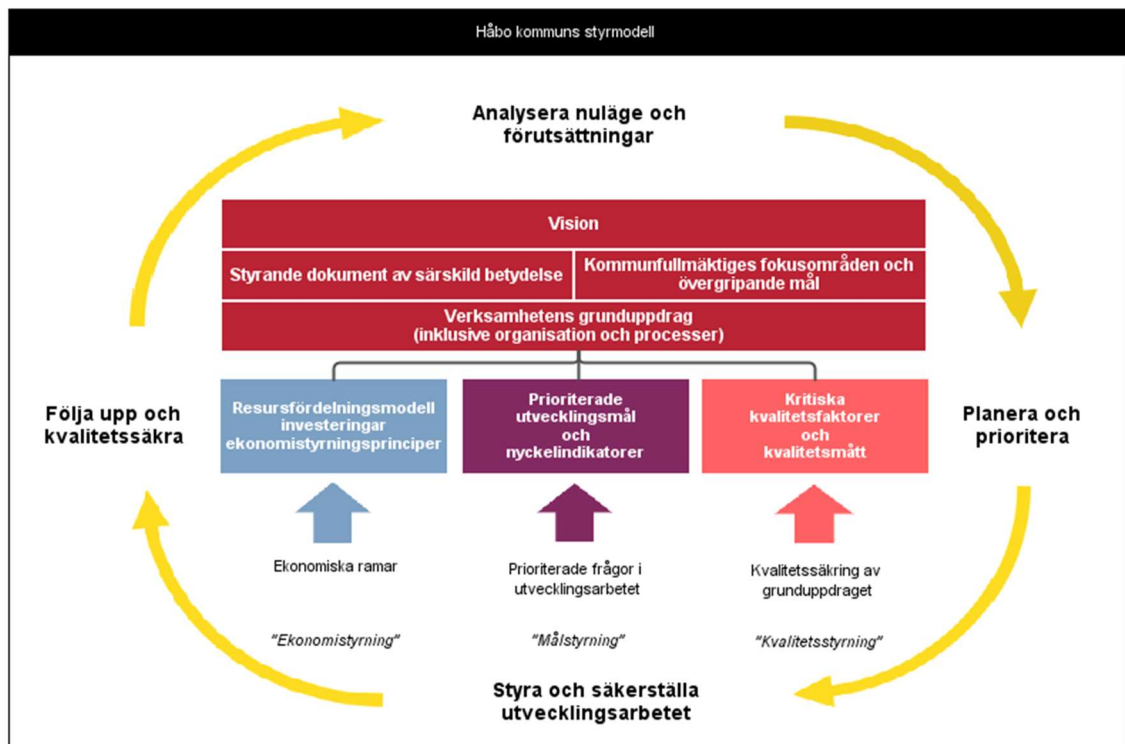 Håbo kommuns styrmodell
Analysera nuläge och
förutsättningar
Vision
Styrande dokument av särskild betydelse
Kommunfullmäktiges fokusområden och
övergripande mål
Verksamhetens grunduppdrag
(inklusive organisation och processer)
Följa upp och
kvalitetssäkra
Resursfördelningsmodell
investeringar
ekonomistyrningsprinciper
Prioriterade
utvecklingsmål
och
nyckelindikatorer
Kritiska
kvalitetsfaktorer
och
kvalitetsmått
Planera och
prioritera
Ekonomiska ramar
Prioriterade frågor i
utvecklingsarbetet
Kvalitetssäkring av
grunduppdraget
"Ekonomistyrning"
"Målstyrning"
"Kvalitetsstyrning"
Styra och säkerställa
utvecklingsarbetet